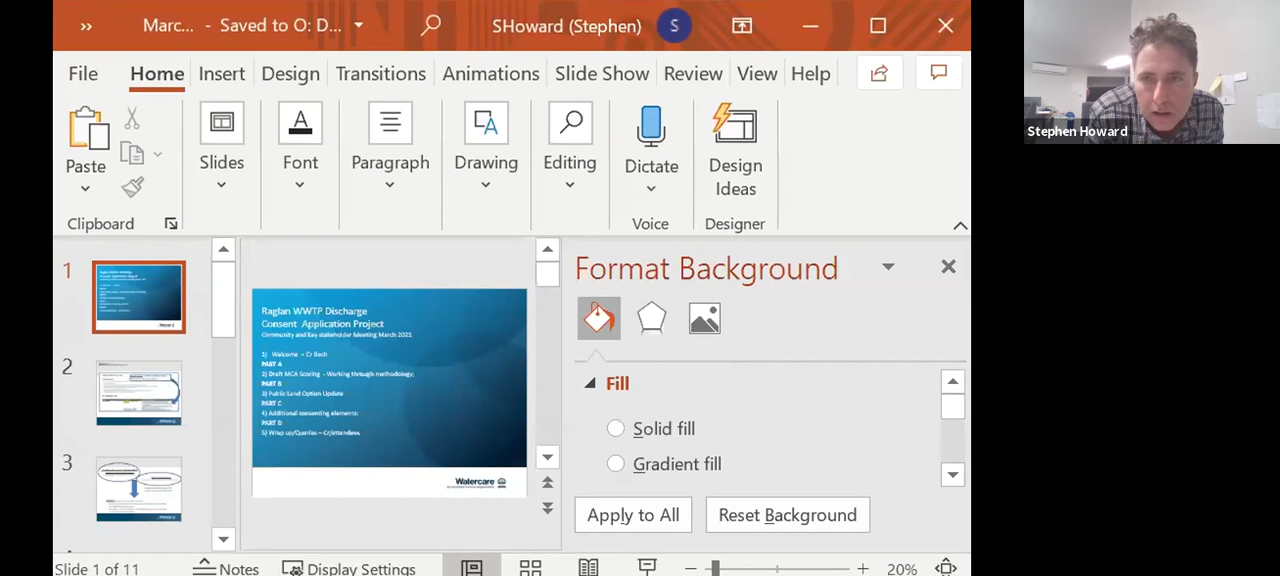 Marc... - Saved to O: D...
SHoward (Stephen)
S
File Home Insert Design Transitions Animations Slide Show Review View Help
Paste
Slides
Font
Paragraph
Drawing
Editing
Dictate
Design
Ideas
Clipboard
Voice
Designer
1
2
3
Raglan WWTP Discharge
Consent Application Project
Community and Key stakeholder Meeting March 2021
1) Welcome – Cr Bech
PART A
2) Draft MCA Scoring - Working through methodology;
PART B
3) Public Land Option Update
PART C
4) Additional consenting elements:
PART D
5) Wrap up/Queries – Cr/attendees
Watercare
Format Background
Fill
Solid fill
Gradient fill
Apply to All
Reset Background
Slide 1 of 11
Notes
Display Settings
20%
Stephen Howard